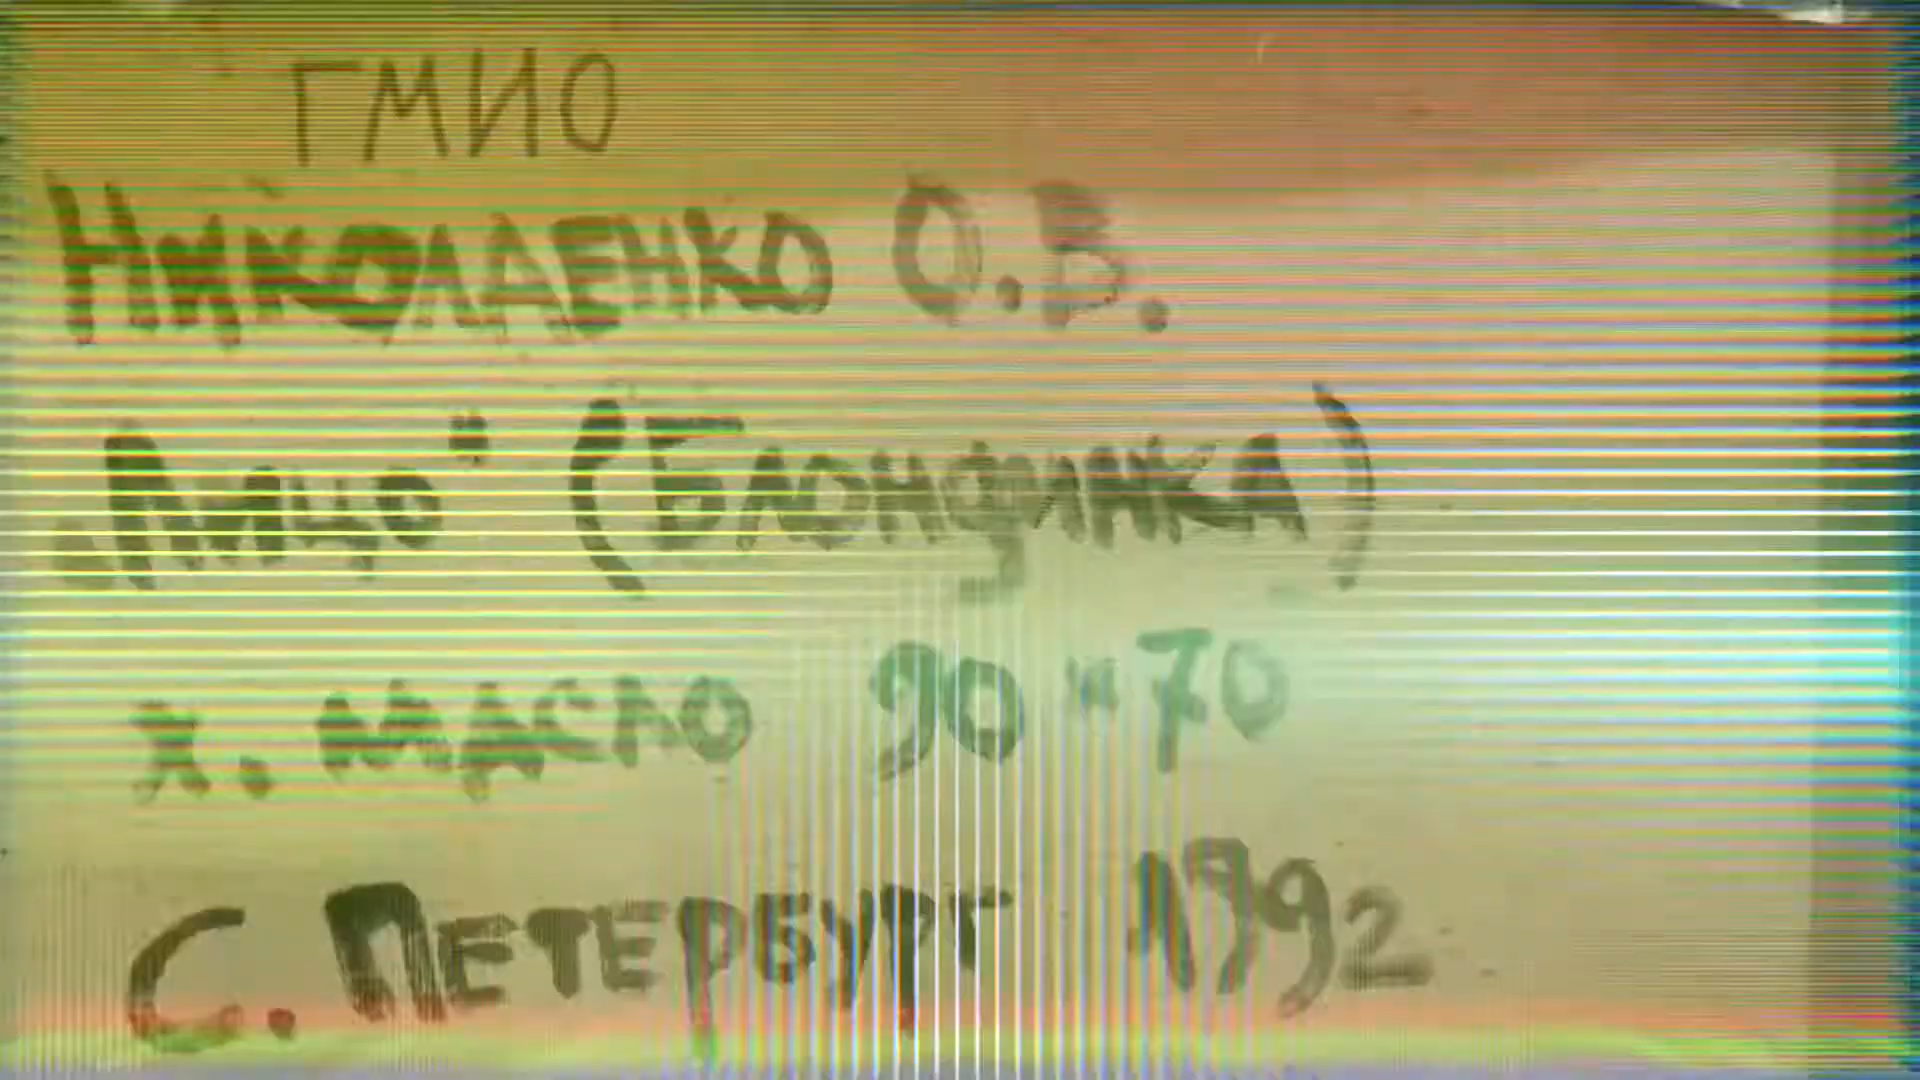 ГМИО
Николаенко О.В.
„Лицо" (Блондинка)
х. масло 90 x 70
С. Петербург 1992